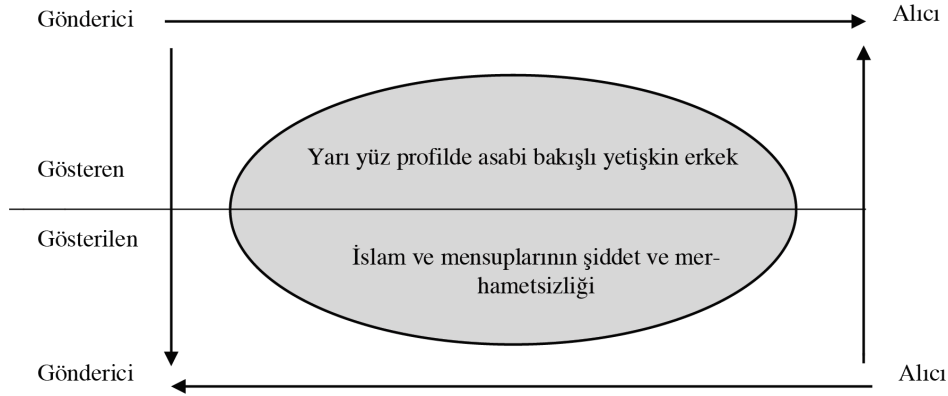 Gönderici
Alıcı
Gösteren
Yarı yüz profilde asabi bakışlı yetişkin erkek
Gösterilen
İslam ve mensuplarının şiddet ve mer-
hametsizliği
Gönderici
Alıcı